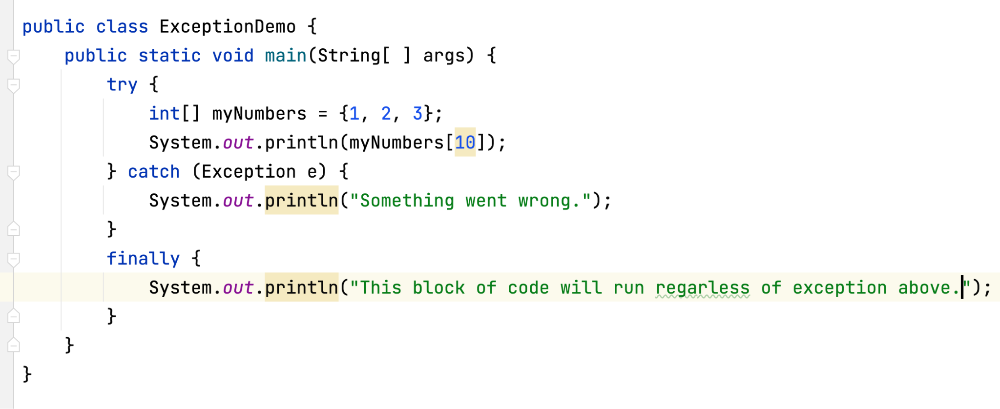 public class ExceptionDemo {
    public static void main(String[ ] args) {
        try {
            int[] myNumbers = {1, 2, 3};
            System.out.println(myNumbers[10]);
        } catch (Exception e) {
            System.out.println("Something went wrong.");
        }
        finally {
            System.out.println("This block of code will run regarless of exception above.");
        }
    }
}